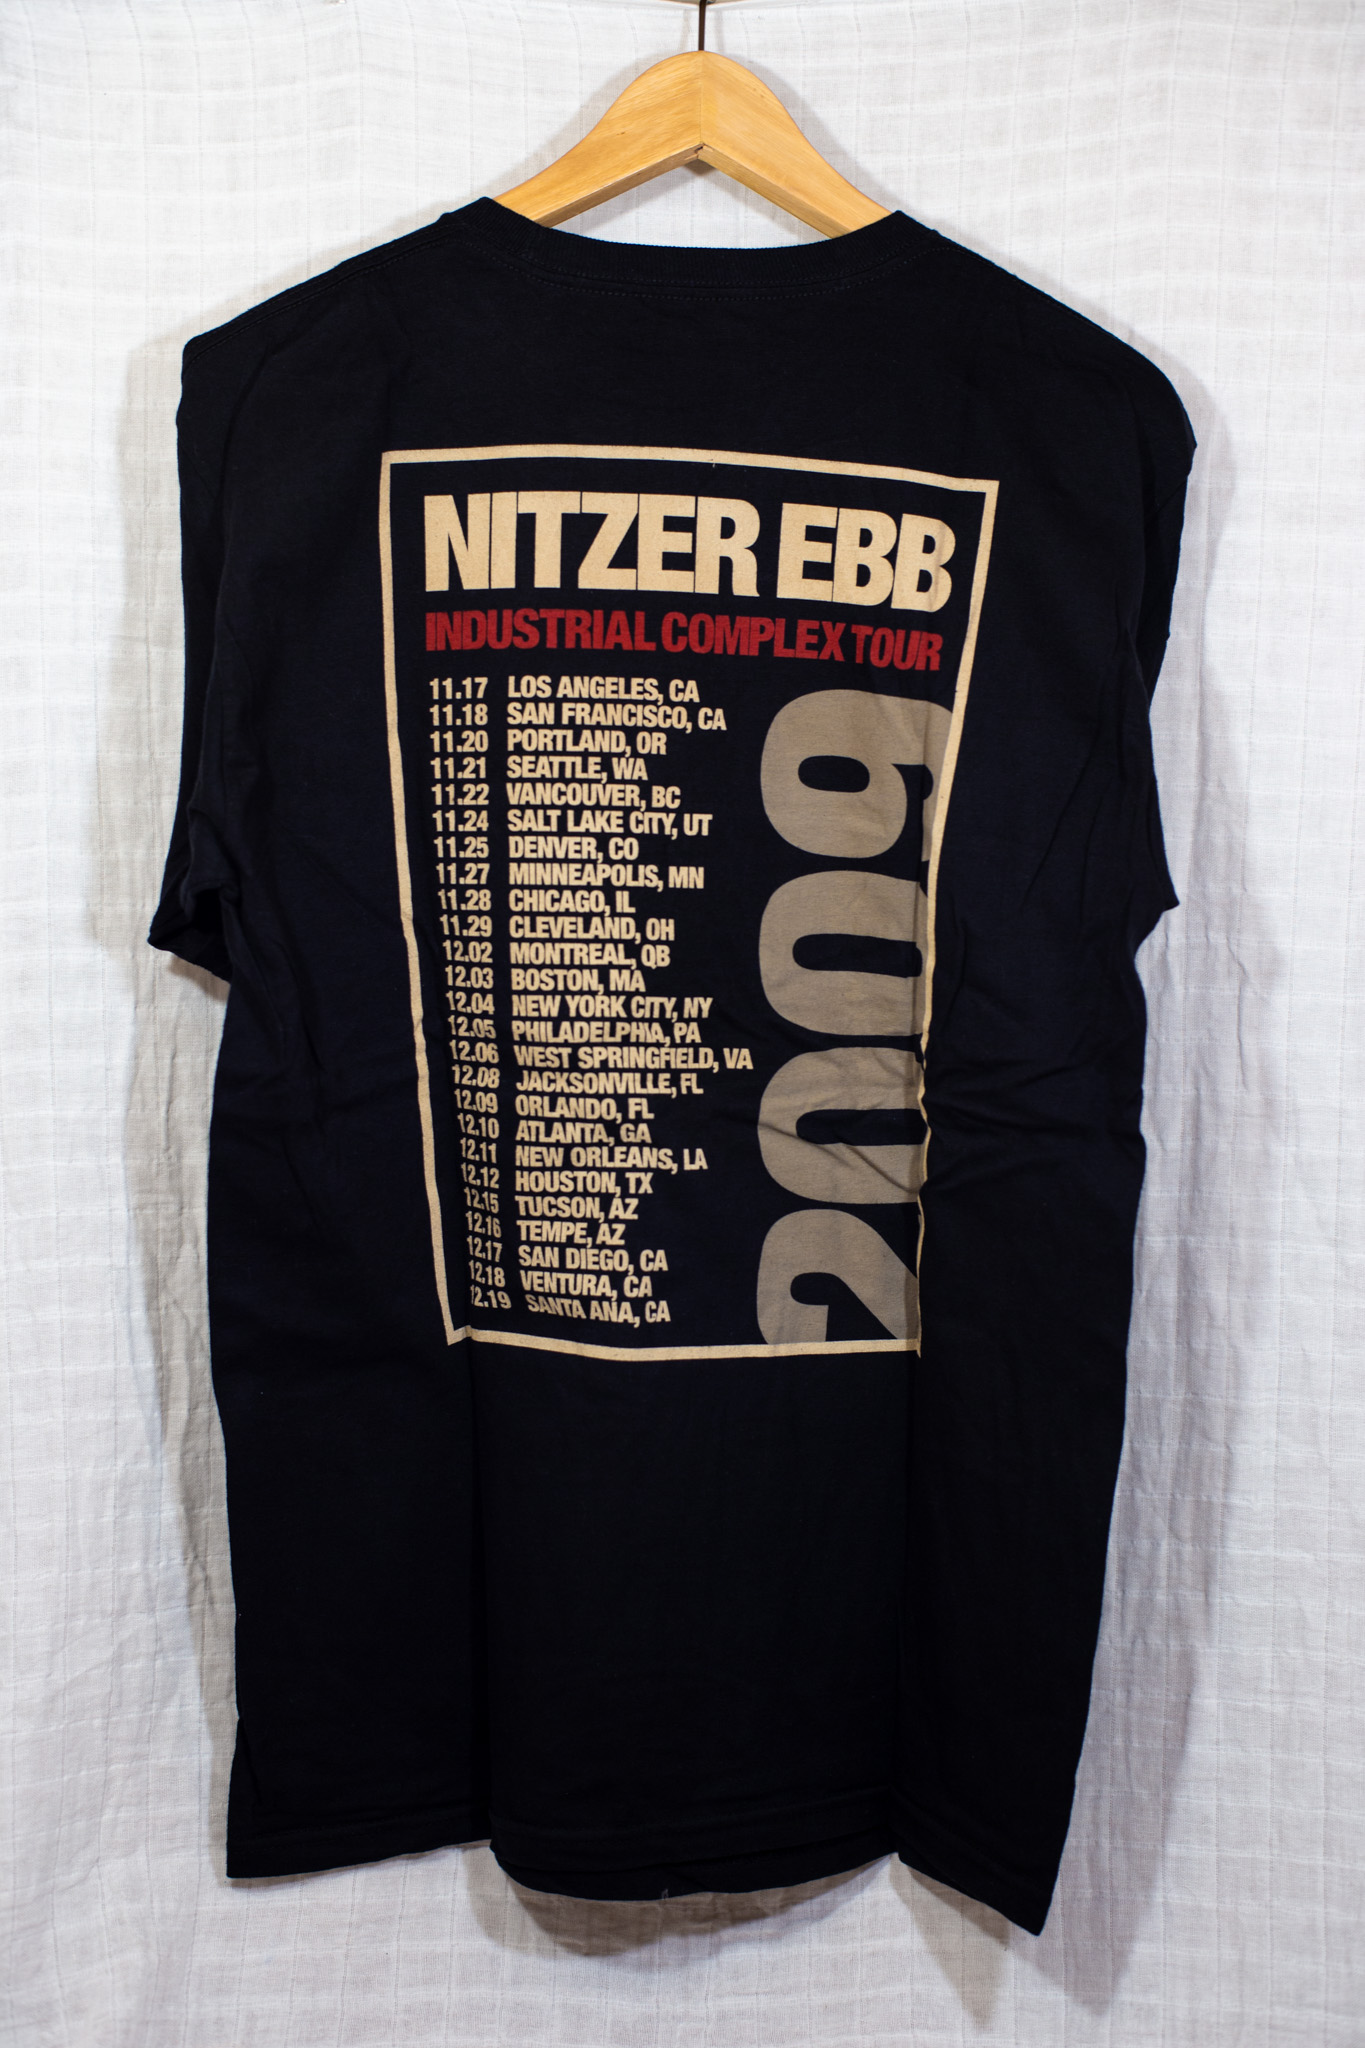 NITZER EBB
INDUSTRIAL COMPLEX TOUR
11.17 LOS ANGELES, CA
11.18 SAN FRANCISCO, CA
11.20 PORTLAND, OR
11.21 SEATTLE, WA
11.22 VANCOUVER, BC
11.24 SALT LAKE CITY, UT
11.25 DENVER, CO
11.27 MINNEAPOLIS, MN
11.28 CHICAGO, IL
11.29 CLEVELAND, OH
12.02 MONTREAL, QB
12.03 BOSTON, MA
12.04 NEW YORK CITY, NY
12.05 PHILADELPHIA, PA
12.06 WEST SPRINGFIELD, VA
12.08 JACKSONVILLE, FL
12.09 ORLANDO, FL
12.10 ATLANTA, GA
12.11 NEW ORLEANS, LA
12.12 HOUSTON, TX
12.15 TUCSON, AZ
12.16 TEMPE, AZ
12.17 SAN DIEGO, CA
12.18 VENTURA, CA
12.19 SANTA ANA, CA
2009